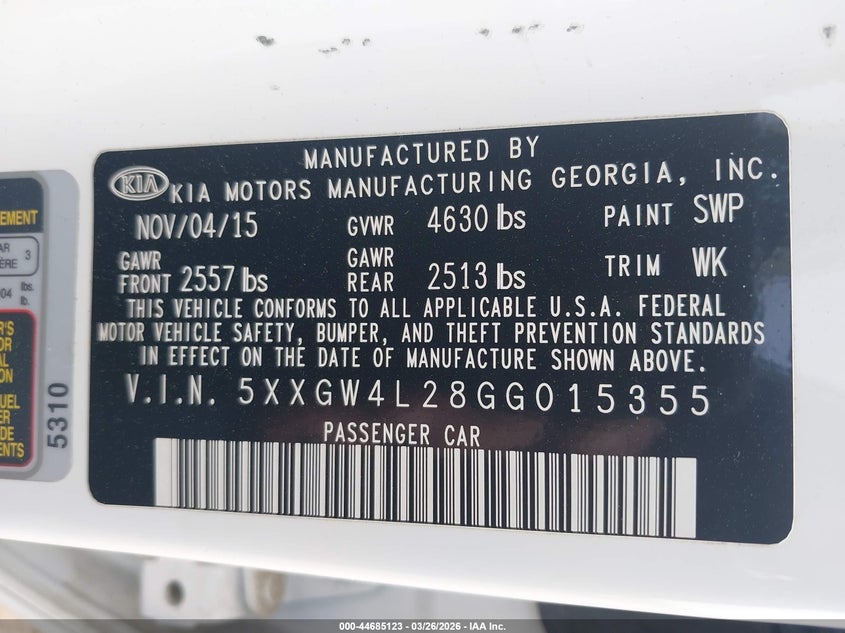 MANUFACTURED BY
KIA KIA MOTORS MANUFACTURING GEORGIA, INC.
NOV/04/15 GVWR 4630 lbs PAINT SWP
GAWR FRONT 2557 lbs GAWR REAR 2513 lbs TRIM WK
THIS VEHICLE CONFORMS TO ALL APPLICABLE U.S.A. FEDERAL
MOTOR VEHICLE SAFETY, BUMPER, AND THEFT PREVENTION STANDARDS
IN EFFECT ON THE DATE OF MANUFACTURE SHOWN ABOVE.
V.I.N. 5XXGW4L28GG015355
PASSENGER CAR
5310
000-44685123 — 03/26/2026 — IAA Inc.